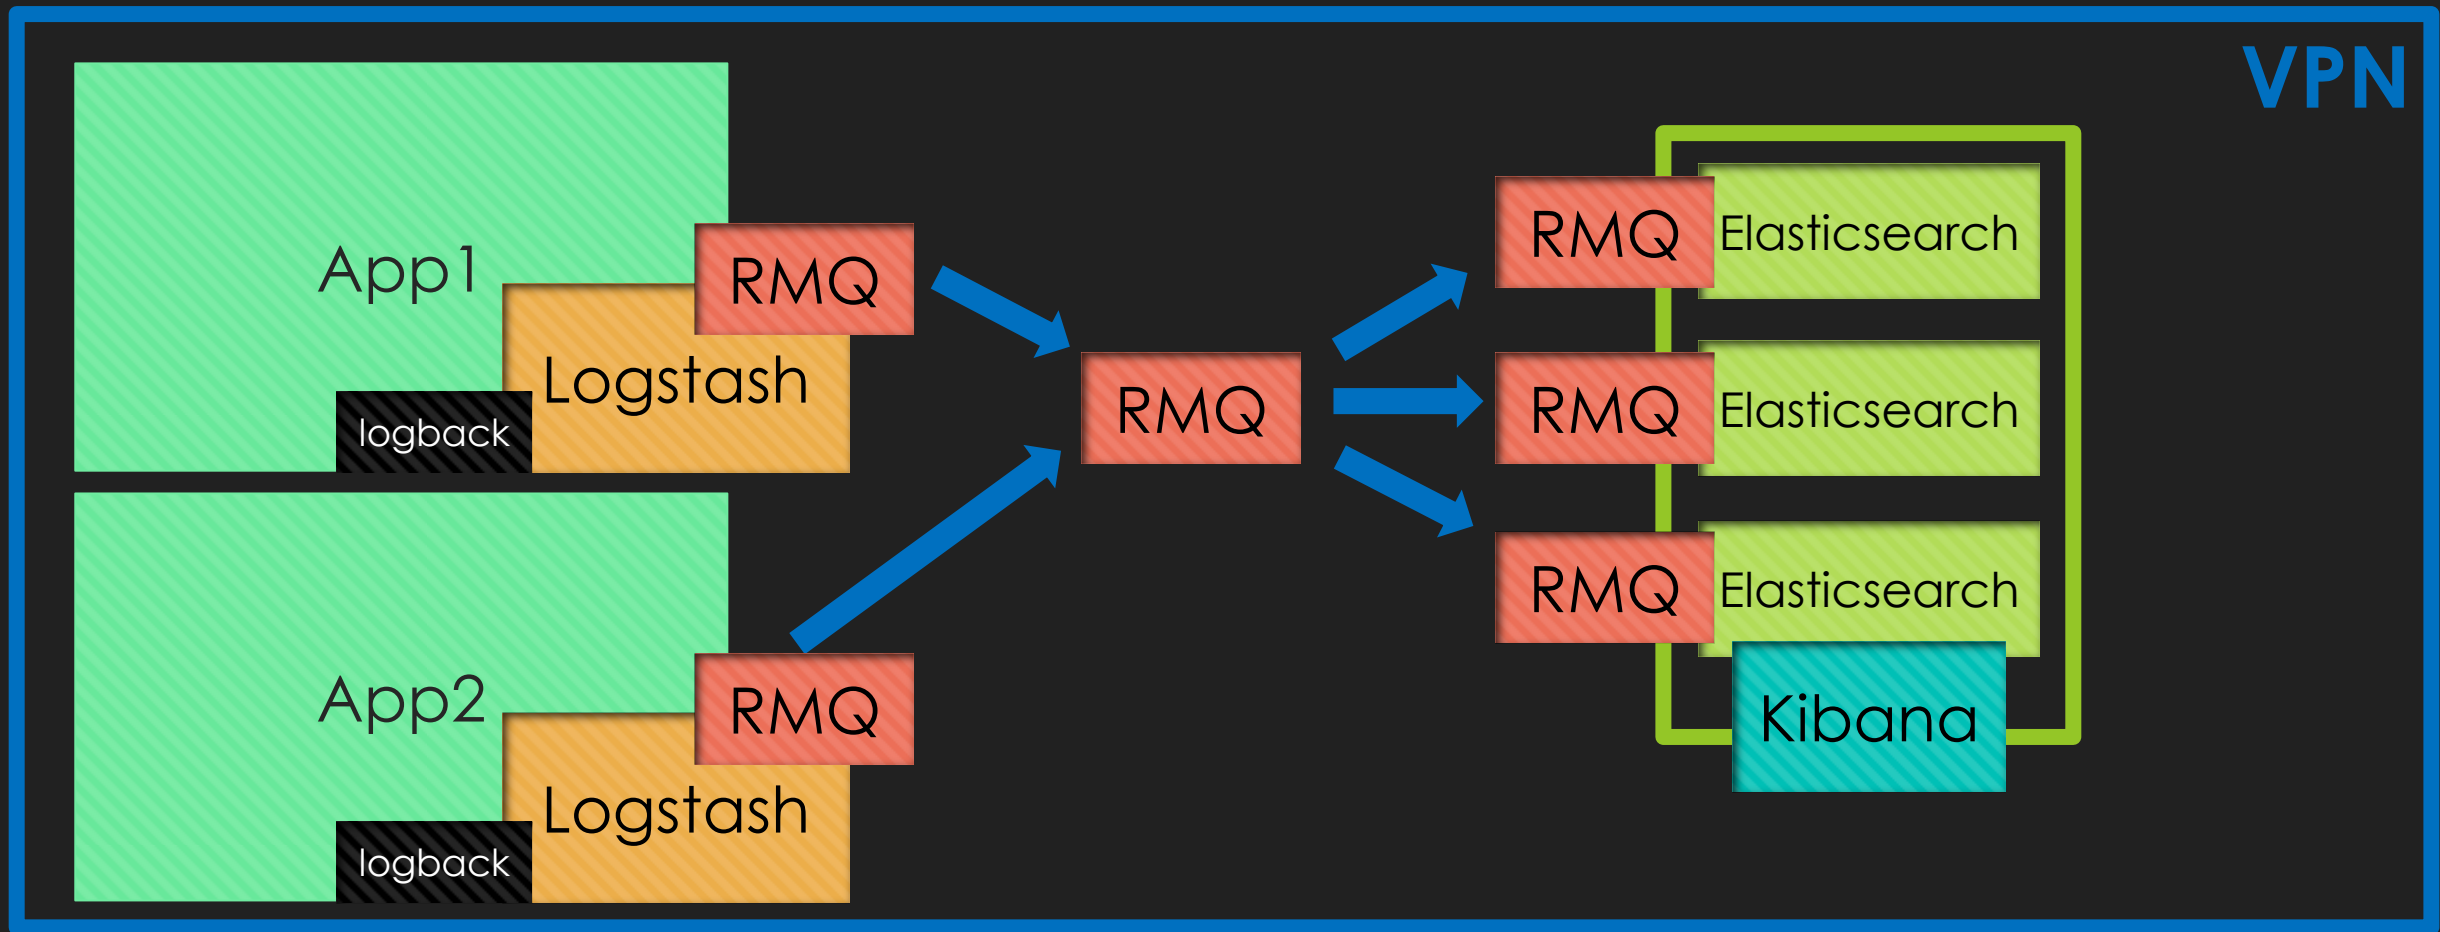 VPN
App1
RMQ
Logstash
logback
App2
RMQ
Logstash
logback
RMQ
RMQ
Elasticsearch
RMQ
Elasticsearch
RMQ
Elasticsearch
Kibana